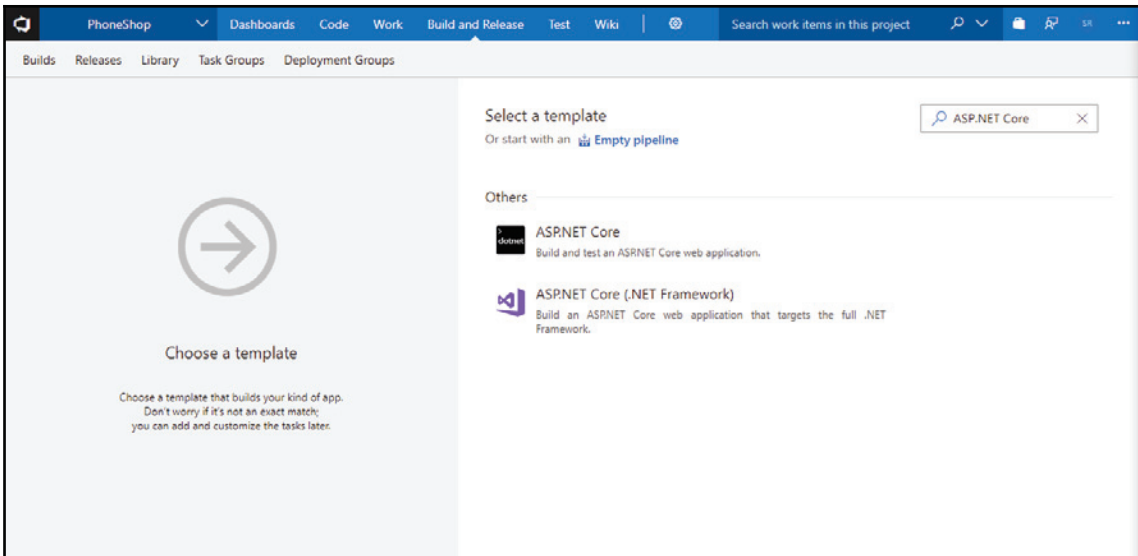 PhoneShop Dashboards Code Work Build and Release Test Wiki Search work items in this project SR ...
Builds Releases Library Task Groups Deployment Groups
Select a template
ASP.NET Core
Or start with an Empty pipeline
Others
dotnet
ASP.NET Core
Build and test an ASP.NET Core web application.
ASP.NET Core (.NET Framework)
Build an ASP.NET Core web application that targets the full .NET
Framework.
Choose a template
Choose a template that builds your kind of app.
Don't worry if it's not an exact match;
you can add and customize the tasks later.